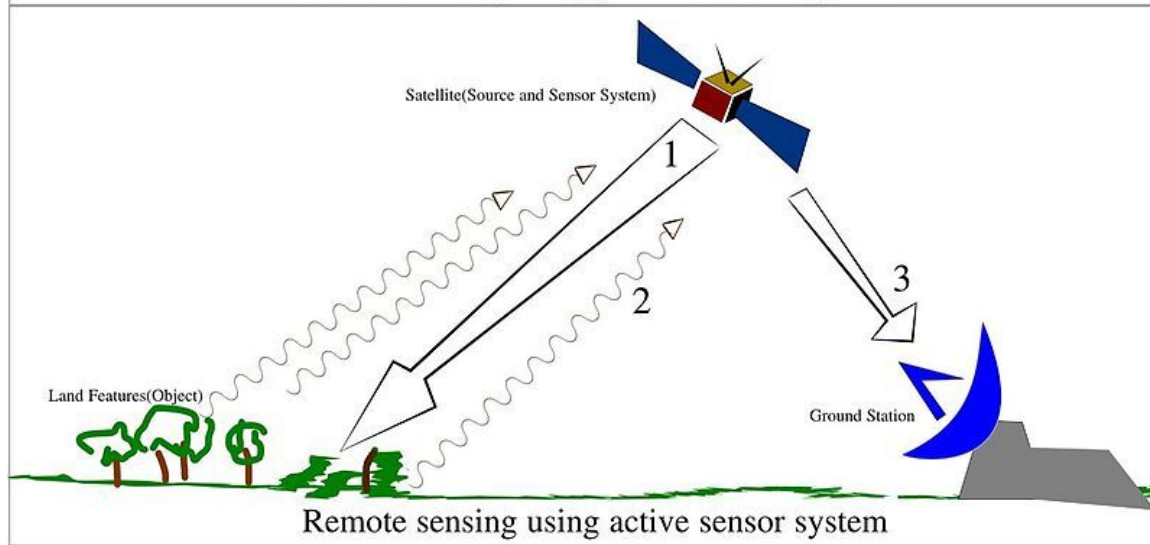 Satellite(Source and Sensor System)
1
2
3
Land Features(Object)
Ground Station
Remote sensing using active sensor system